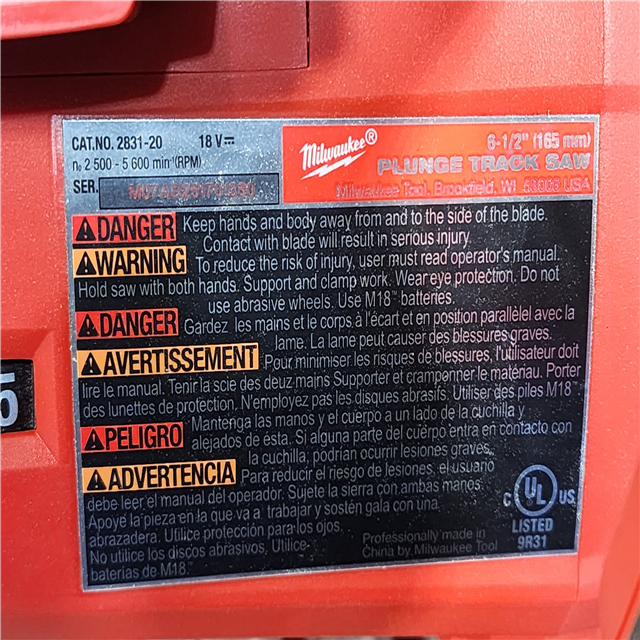 CAT.NO. 2831-20 18 V⎓
n₀ 2 500 - 5 600 min⁻¹(RPM)
SER.
Milwaukee®
6-1/2" (165 mm)
PLUNGE TRACK SAW
Milwaukee Tool, Brookfield, WI 53005 USA
⚠DANGER Keep hands and body away from and to the side of the blade.
Contact with blade will result in serious injury.
⚠WARNING To reduce the risk of injury, user must read operator's manual.
Hold saw with both hands. Support and clamp work. Wear eye protection. Do not
use abrasive wheels. Use M18™ batteries.
⚠DANGER Gardez les mains et le corps à l'écart et en position parallélel avec la
lame. La lame peut causer des blessures graves.
⚠AVERTISSEMENT Pour minimiser les risques de blessures, l'utilisateur doit
lire le manual. Tenir la scie des deux mains Supporter et cramponner le matériau. Porter
des lunettes de protection. N'employez pas les disques abrasifs. Utiliser des piles M18™
⚠PELIGRO Mantenga las manos y el cuerpo a un lado de la cuchilla y
alejados de ésta. Si alguna parte del cuerpo entra en contacto con
la cuchilla; podrían ocurrir lesiones graves.
⚠ADVERTENCIA Para reducir el riesgo de lesiones, el usuario
debe leer el manual del operador. Sujete la sierra con ambas manos
Apoye la pieza en la que va a trabajar y sostén gala con una
abrazadera. Utilice protección para los ojos.
No utilice los discos abrasivos, Utilice
baterías de M18™
Professionally made in
China by Milwaukee Tool
C UL US
LISTED
9R31
5